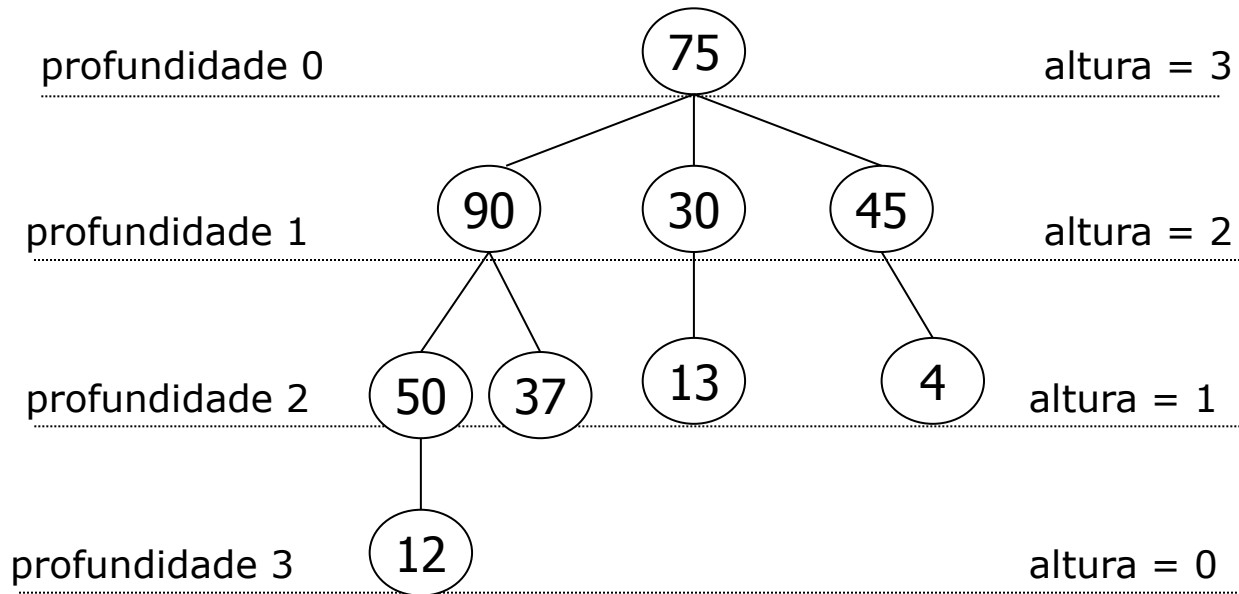 profundidade 0 75 altura = 3
90 30 45
profundidade 1 altura = 2
profundidade 2 50 37 13 4 altura = 1
profundidade 3 12 altura = 0